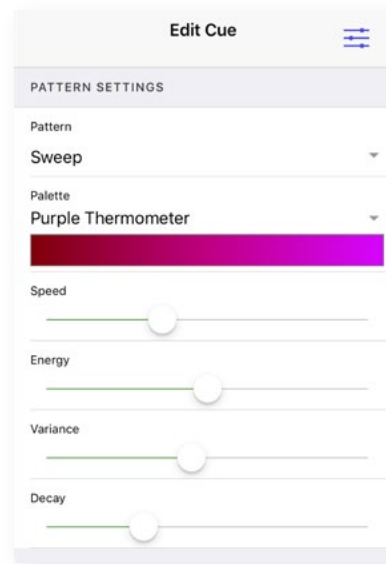 Edit Cue
PATTERN SETTINGS
Pattern
Sweep
Palette
Purple Thermometer
Speed
Energy
Variance
Decay